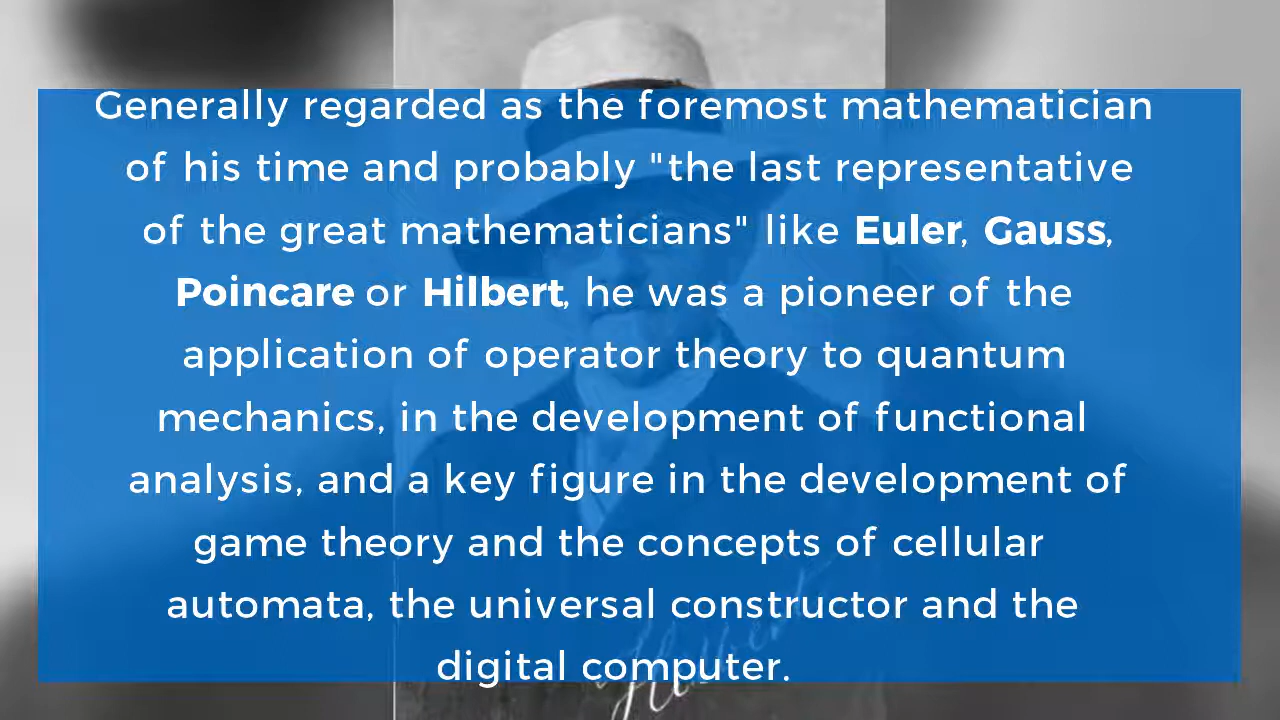 Generally regarded as the foremost mathematician
of his time and probably "the last representative
of the great mathematicians" like Euler, Gauss,
Poincare or Hilbert, he was a pioneer of the
application of operator theory to quantum
mechanics, in the development of functional
analysis, and a key figure in the development of
game theory and the concepts of cellular
automata, the universal constructor and the
digital computer.